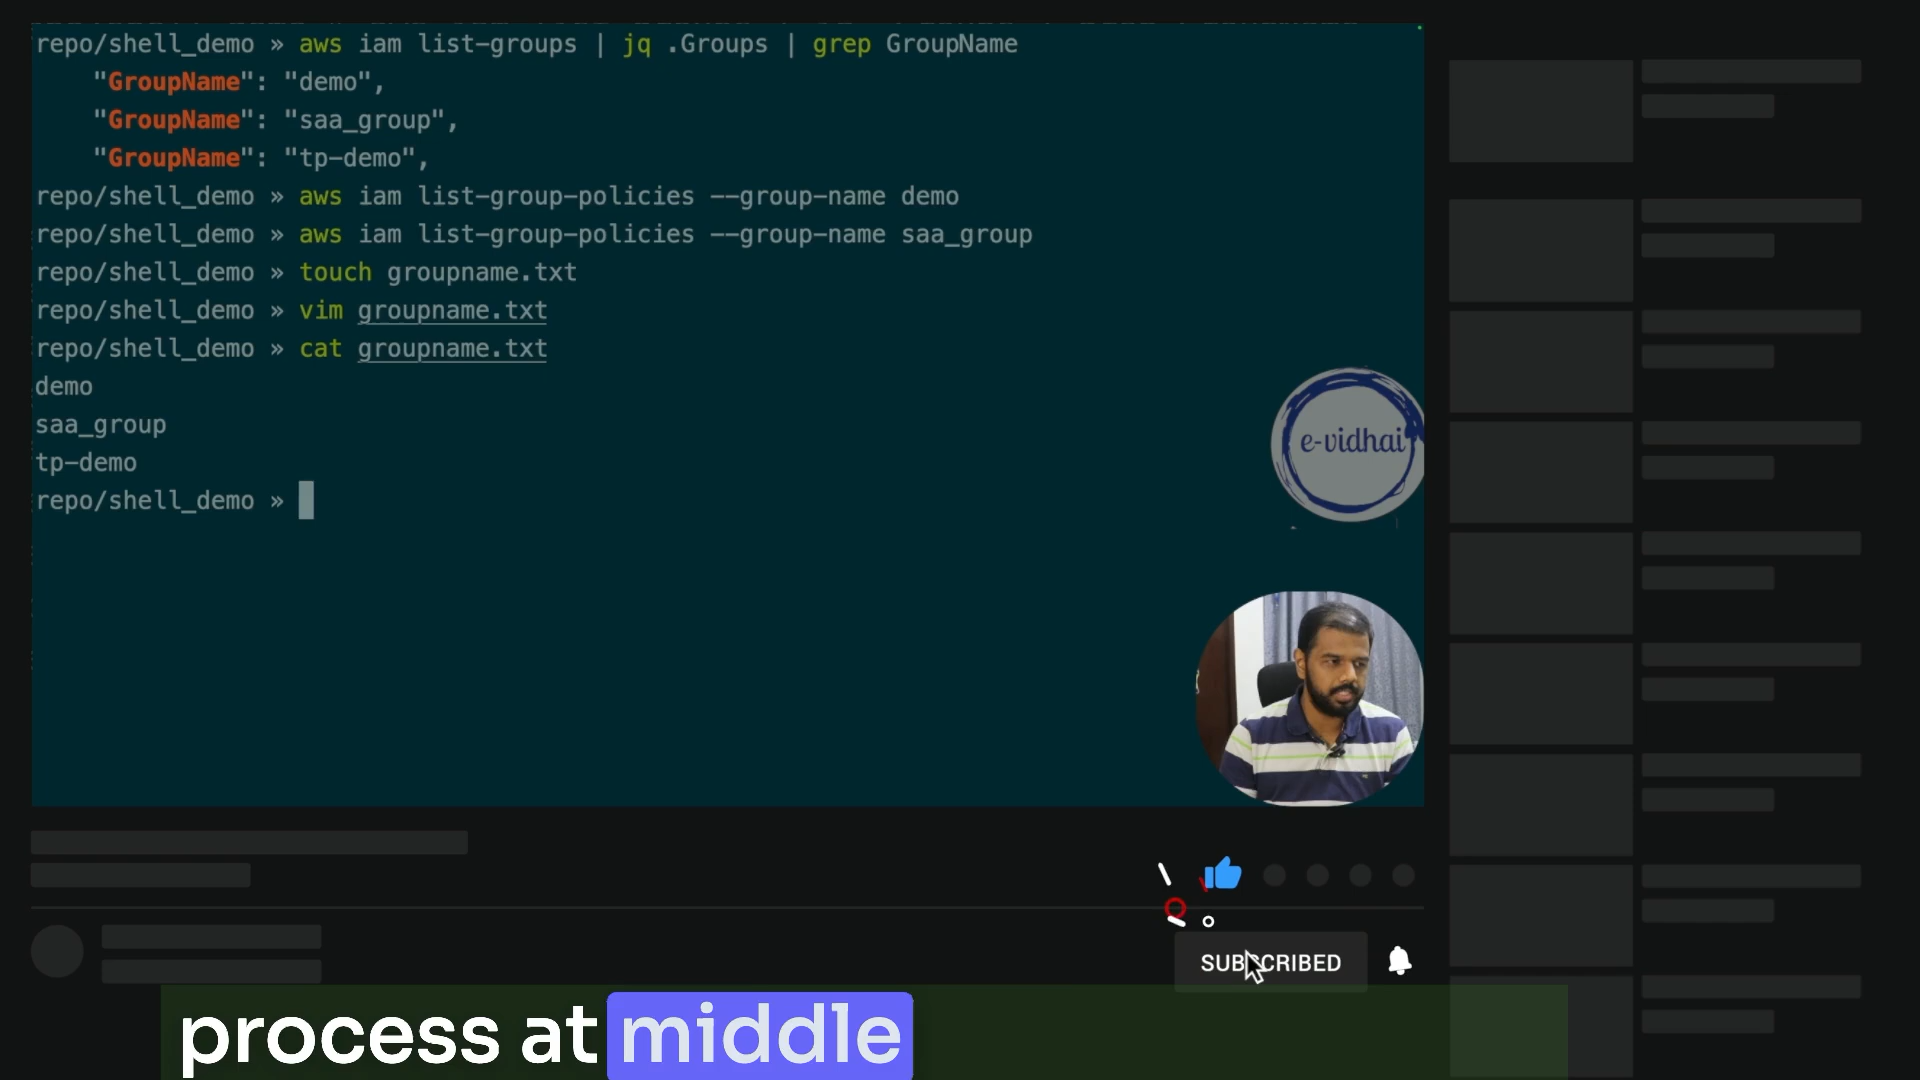 repo/shell_demo » aws iam list-groups | jq .Groups | grep GroupName
"GroupName": "demo",
"GroupName": "saa_group",
"GroupName": "tp-demo",
repo/shell_demo » aws iam list-group-policies --group-name demo
repo/shell_demo » aws iam list-group-policies --group-name saa_group
repo/shell_demo » touch groupname.txt
repo/shell_demo » vim groupname.txt
repo/shell_demo » cat groupname.txt
demo
saa_group
tp-demo
repo/shell_demo »
e-vidhai
SUBSCRIBED
process at middle